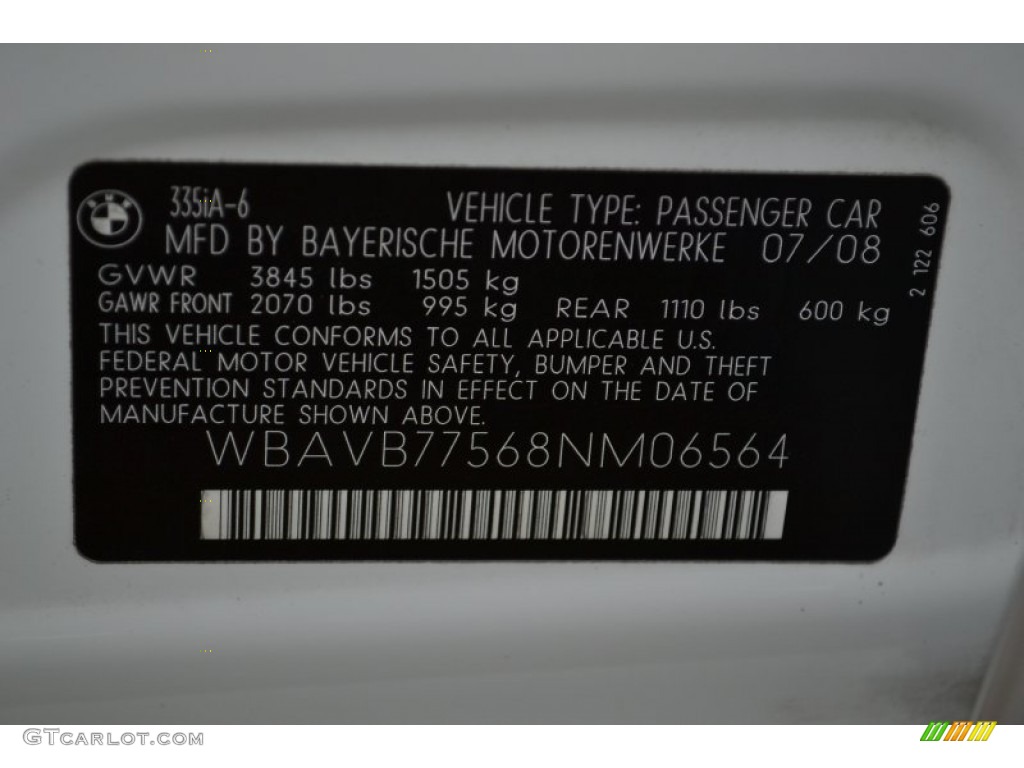 335iA-6
VEHICLE TYPE: PASSENGER CAR
MFD BY BAYERISCHE MOTORENWERKE 07/08
GVWR 3845 lbs 1505 kg
GAWR FRONT 2070 lbs 995 kg REAR 1110 lbs 600 kg
THIS VEHICLE CONFORMS TO ALL APPLICABLE U.S.
FEDERAL MOTOR VEHICLE SAFETY, BUMPER AND THEFT
PREVENTION STANDARDS IN EFFECT ON THE DATE OF
MANUFACTURE SHOWN ABOVE.
WBAVB77568NM06564
2 122 606
BMW
GTCARLOT.COM